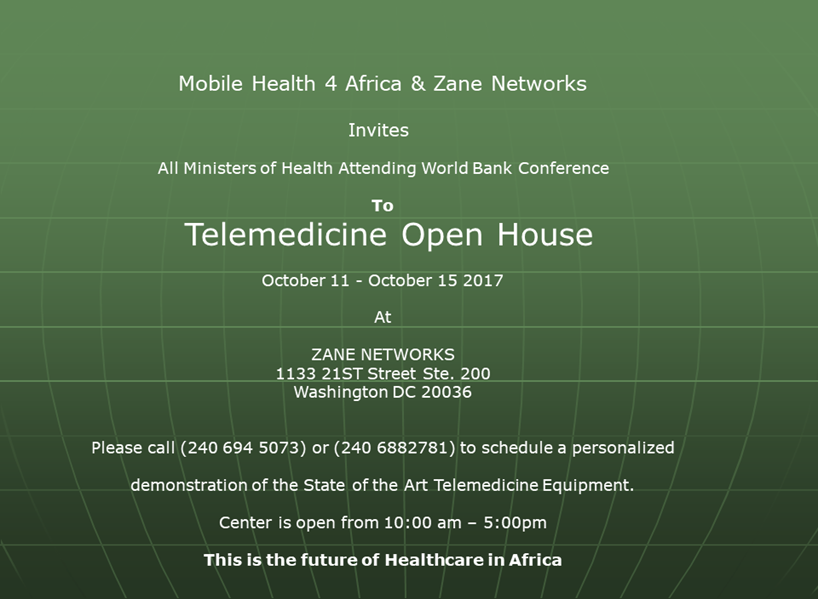 Mobile Health 4 Africa & Zane Networks
Invites
All Ministers of Health Attending World Bank Conference
To
Telemedicine Open House
October 11 - October 15 2017
At
ZANE NETWORKS
1133 21ST Street Ste. 200
Washington DC 20036
Please call (240 694 5073) or (240 6882781) to schedule a personalized
demonstration of the State of the Art Telemedicine Equipment.
Center is open from 10:00 am – 5:00pm
This is the future of Healthcare in Africa